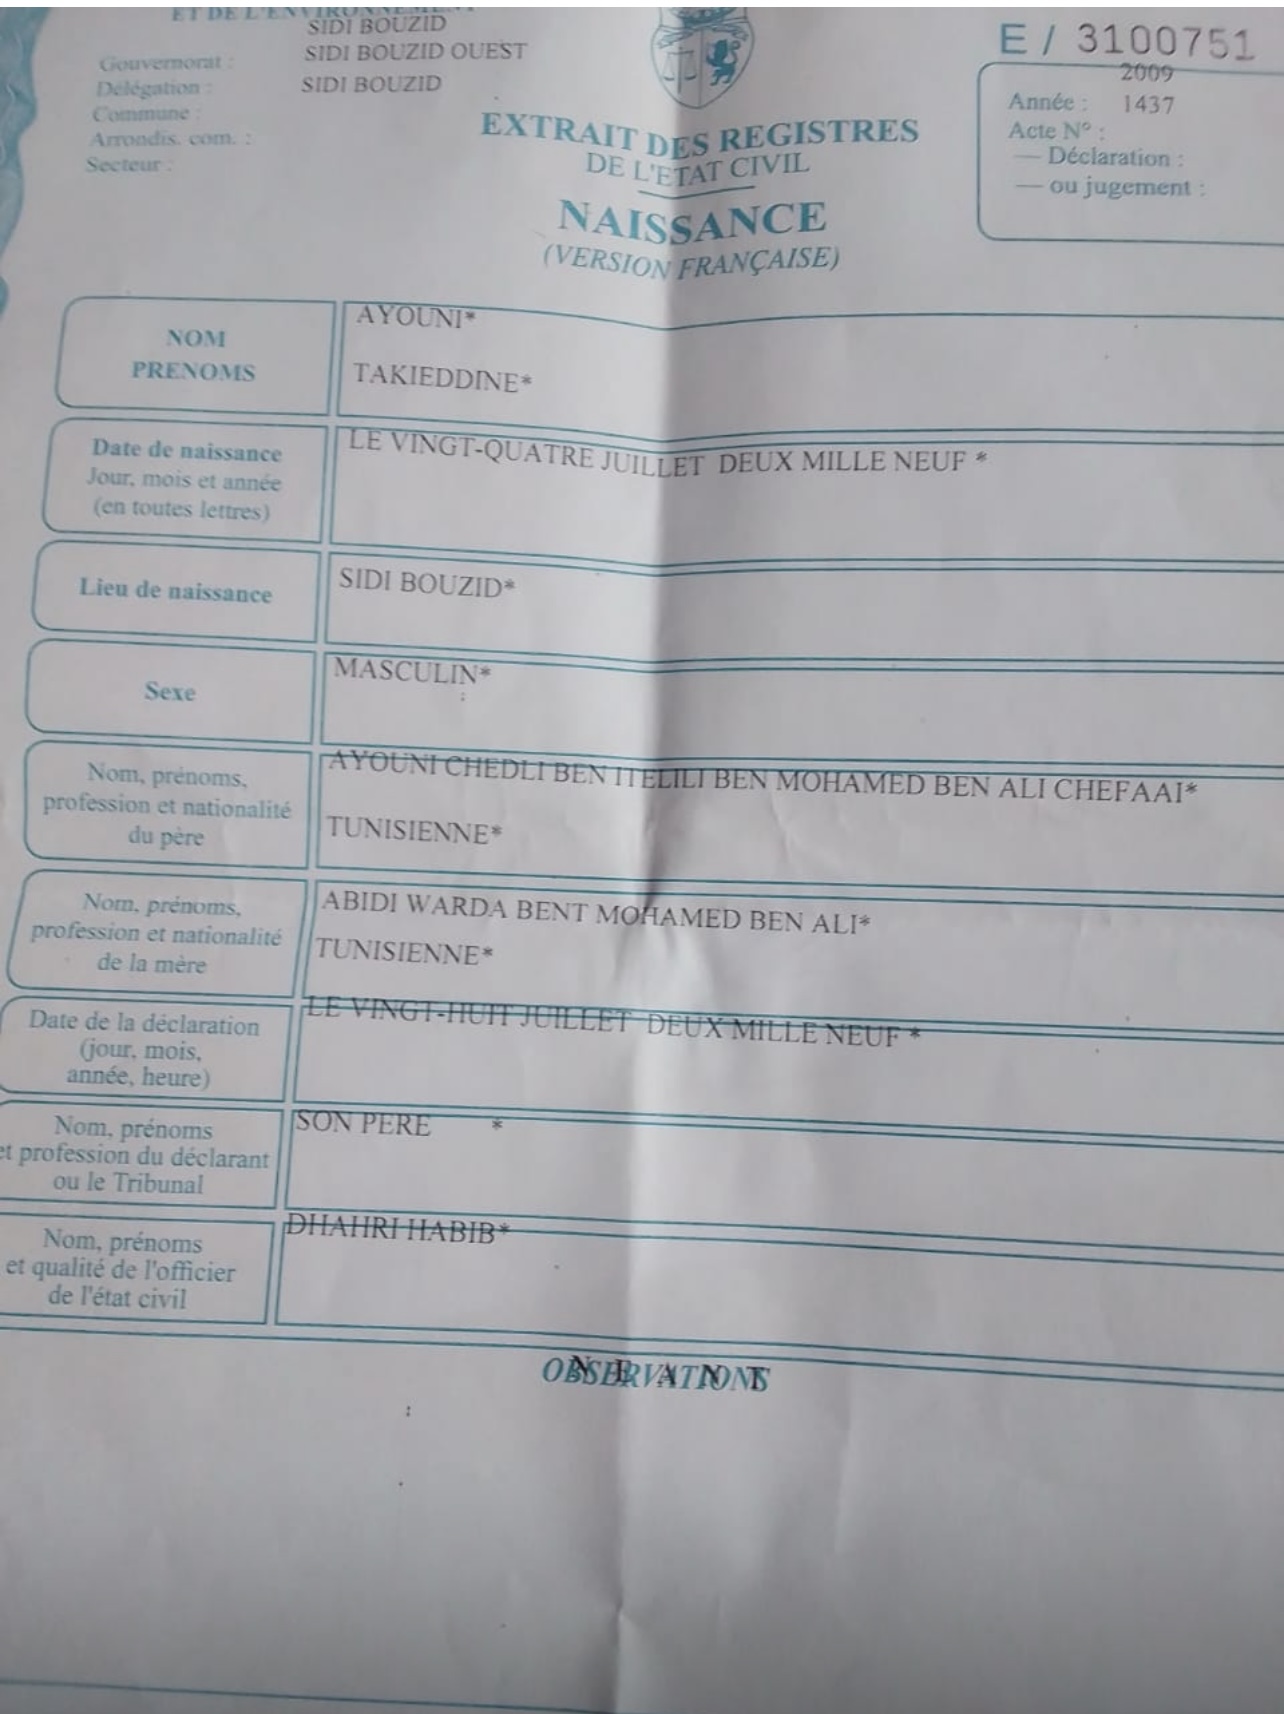 ET DE L'ENVIRONNEMENT
SIDI BOUZID
Gouvernorat : SIDI BOUZID OUEST
Délégation : SIDI BOUZID
Commune :
Arrondis. com. :
Secteur :
E / 3100751
2009
Année : 1437
Acte N° :
— Déclaration :
— ou jugement :
EXTRAIT DES REGISTRES
DE L'ETAT CIVIL
NAISSANCE
(VERSION FRANÇAISE)
NOM
PRENOMS
AYOUNI*
TAKIEDDINE*
Date de naissance
Jour, mois et année
(en toutes lettres)
LE VINGT-QUATRE JUILLET DEUX MILLE NEUF *
Lieu de naissance
SIDI BOUZID*
Sexe
MASCULIN*
Nom, prénoms,
profession et nationalité
du père
AYOUNI CHEDLI BEN ITELILI BEN MOHAMED BEN ALI CHEFAAI*
TUNISIENNE*
Nom, prénoms,
profession et nationalité
de la mère
ABIDI WARDA BENT MOHAMED BEN ALI*
TUNISIENNE*
Date de la déclaration
(jour, mois,
année, heure)
LE VINGT-HUIT JUILLET DEUX MILLE NEUF *
Nom, prénoms
et profession du déclarant
ou le Tribunal
SON PERE *
Nom, prénoms
et qualité de l'officier
de l'état civil
DHAHRI HABIB*
OBSERVATIONS
N E A N T